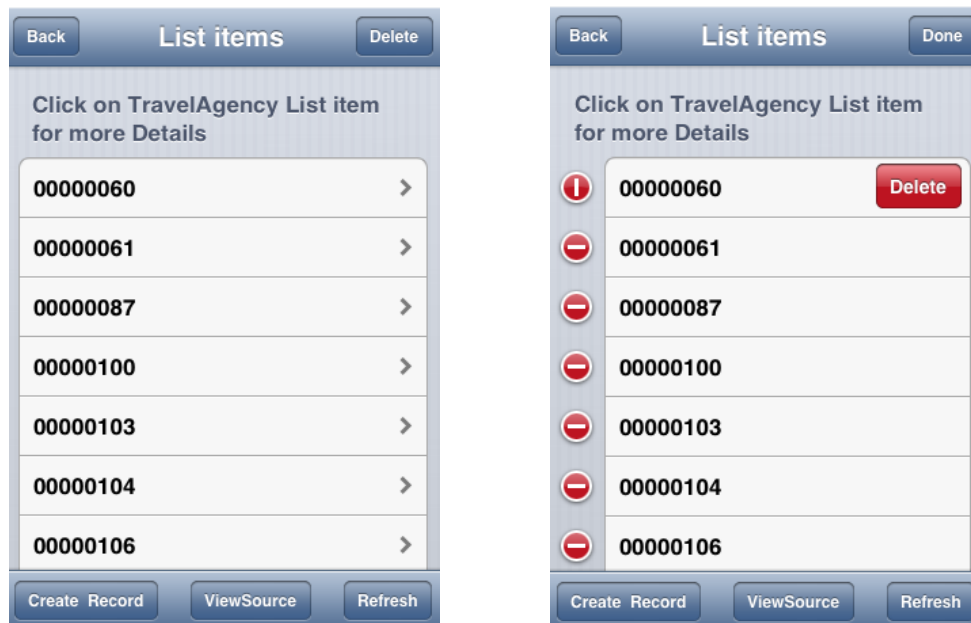 Back List items Delete
Click on TravelAgency List item
for more Details
00000060
00000061
00000087
00000100
00000103
00000104
00000106
Create Record ViewSource Refresh
Back List items Done
Click on TravelAgency List item
for more Details
00000060 Delete
00000061
00000087
00000100
00000103
00000104
00000106
Create Record ViewSource Refresh